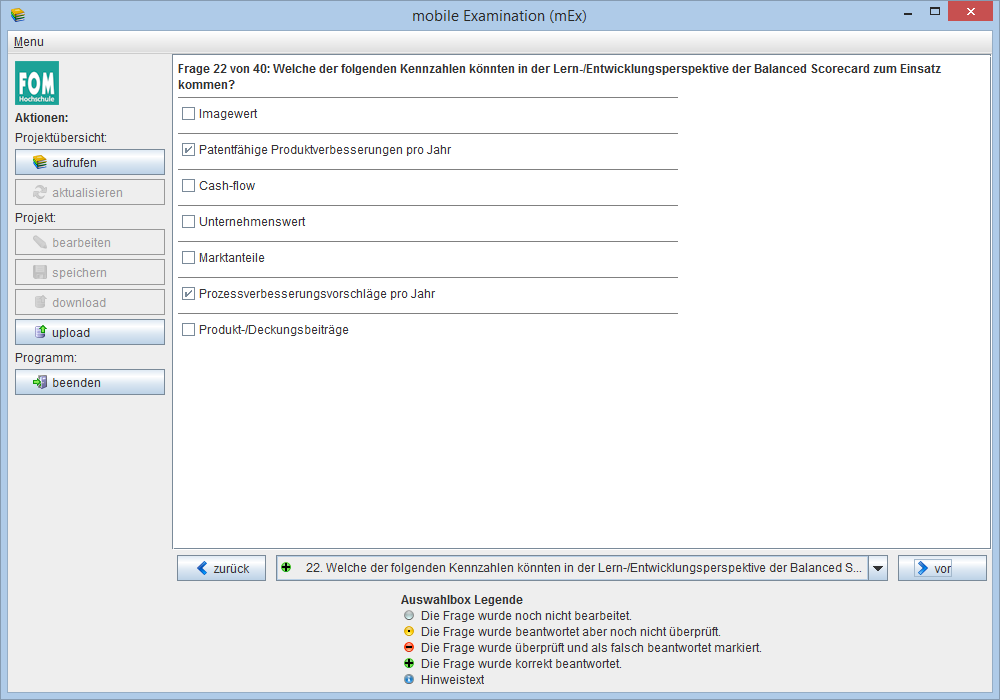 mobile Examination (mEx)
Menu
FOM
Hochschule
Aktionen:
Projektübersicht:
aufrufen
aktualisieren
Projekt:
bearbeiten
speichern
download
upload
Programm:
beenden
Frage 22 von 40: Welche der folgenden Kennzahlen könnten in der Lern-/Entwicklungsperspektive der Balanced Scorecard zum Einsatz
kommen?
Imagewert
Patentfähige Produktverbesserungen pro Jahr
Cash-flow
Unternehmenswert
Marktanteile
Prozessverbesserungsvorschläge pro Jahr
Produkt-/Deckungsbeiträge
zurück
22. Welche der folgenden Kennzahlen könnten in der Lern-/Entwicklungsperspektive der Balanced S...
vor
Auswahlbox Legende
Die Frage wurde noch nicht bearbeitet.
Die Frage wurde beantwortet aber noch nicht überprüft.
Die Frage wurde überprüft und als falsch beantwortet markiert.
Die Frage wurde korrekt beantwortet.
Hinweistext